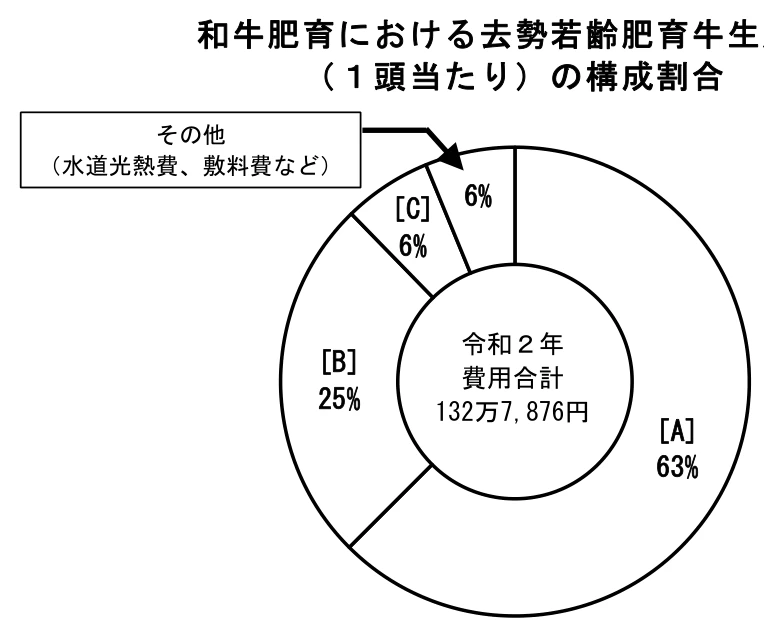 和牛肥育における去勢若齢肥育牛生
（１頭当たり）の構成割合
その他
（水道光熱費、敷料費など）
6%
[C]
6%
[B]
25%
令和２年
費用合計
132万7,876円
[A]
63%